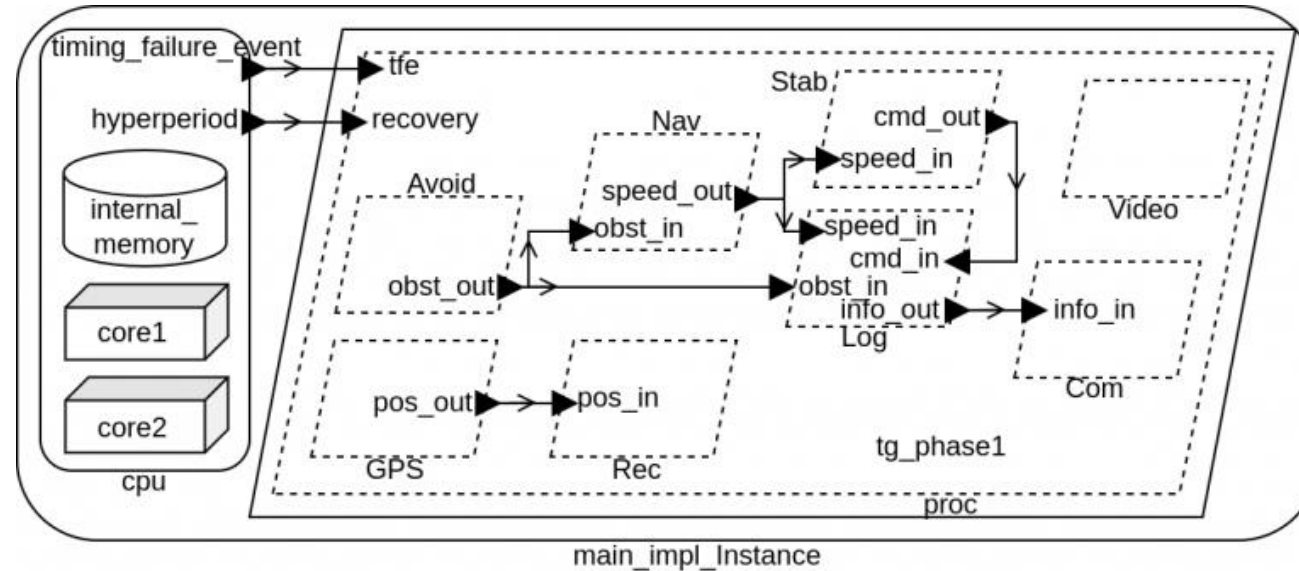 timing_failure_event
tfe
hyperperiod
recovery
internal_
memory
core1
core2
cpu
Avoid
obst_out
Nav
speed_out
obst_in
Stab
cmd_out
speed_in
Video
speed_in
cmd_in
obst_in
info_out
Log
info_in
Com
pos_out
GPS
pos_in
Rec
tg_phase1
proc
main_impl_Instance